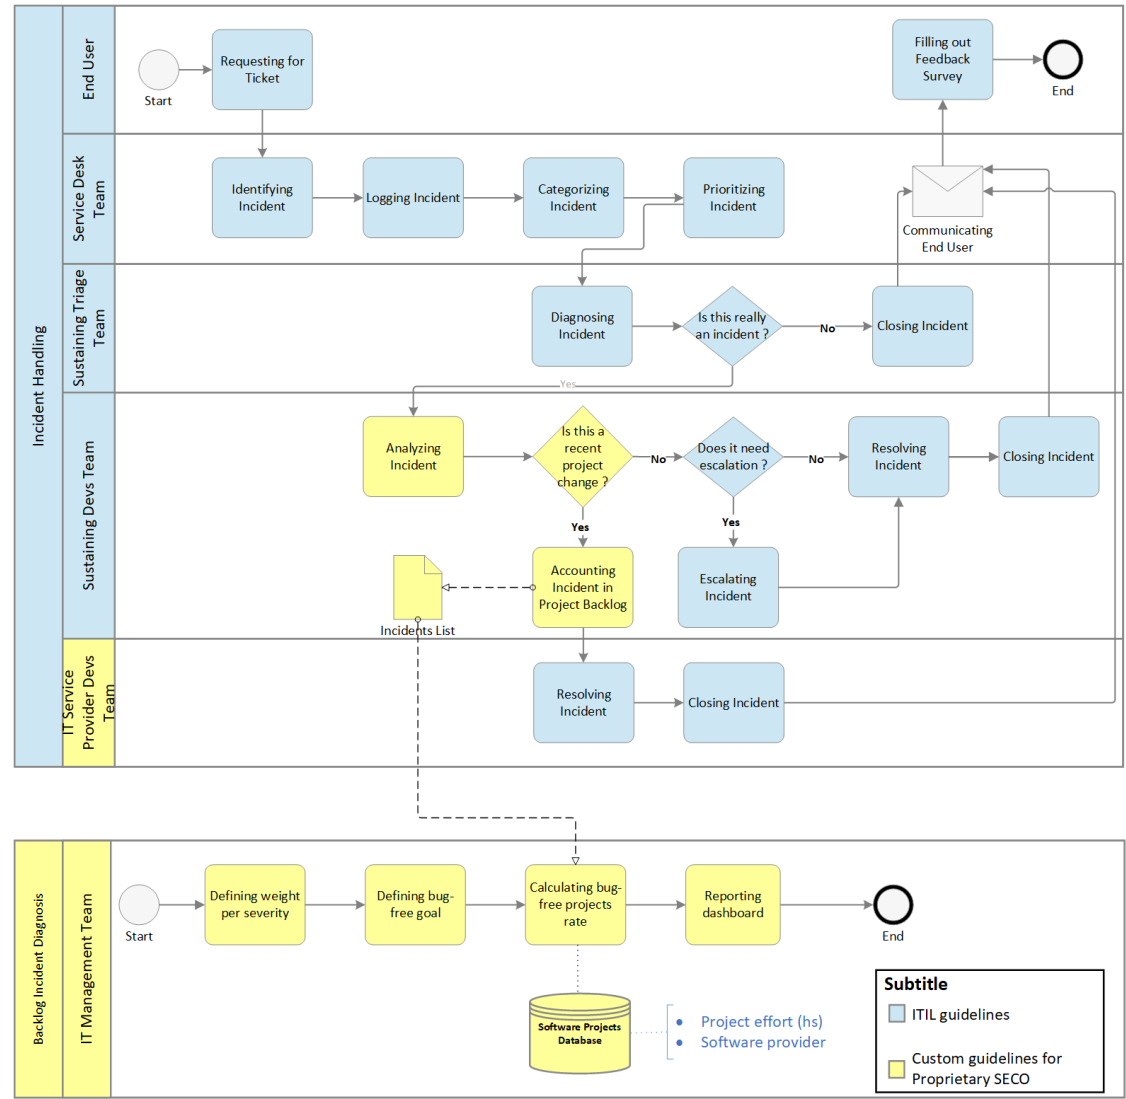 Incident Handling
End User
Start
Requesting for
Ticket
Filling out
Feedback
Survey
End
Service Desk
Team
Identifying
Incident
Logging Incident
Categorizing
Incident
Prioritizing
Incident
Communicating
End User
Sustaining Triage
Team
Diagnosing
Incident
Is this really
an incident ?
No
Closing Incident
Yes
Sustaining Devs Team
Analyzing
Incident
Is this a
recent
project
change ?
No
Does it need
escalation ?
No
Resolving
Incident
Closing Incident
Yes
Yes
Accounting
Incident in
Project Backlog
Escalating
Incident
Incidents List
IT Service
Provider Devs
Team
Resolving
Incident
Closing Incident
Backlog Incident Diagnosis
IT Management Team
Start
Defining weight
per severity
Defining bug-
free goal
Calculating bug-
free projects
rate
Reporting
dashboard
End
Software Projects
Database
• Project effort (hs)
• Software provider
Subtitle
ITIL guidelines
Custom guidelines for
Proprietary SECO